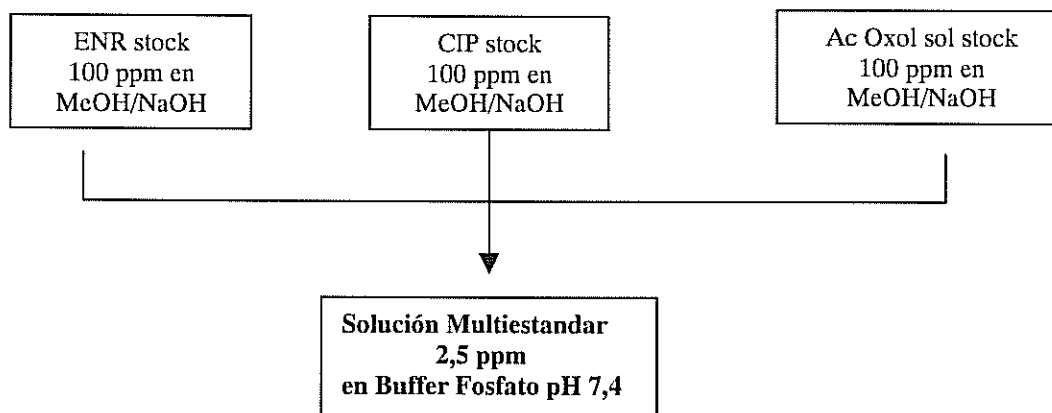 ENR stock
100 ppm en
MeOH/NaOH
CIP stock
100 ppm en
MeOH/NaOH
Ac Oxol sol stock
100 ppm en
MeOH/NaOH
Solución Multiestandar
2,5 ppm
en Buffer Fosfato pH 7,4